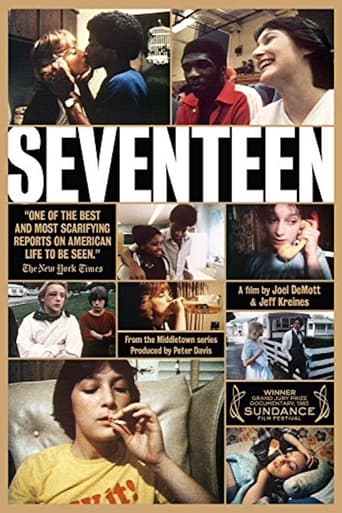 SEVENTEEN
"ONE OF THE BEST
AND MOST SCARIFYING
REPORTS ON AMERICAN
LIFE TO BE SEEN."
The New York Times
A film by Joel DeMott
& Jeff Kreines
From the Middletown series
Produced by Peter Davis
WINNER
GRAND JURY PRIZE
DOCUMENTARY, 1985
SUNDANCE
FILM FESTIVAL
it!